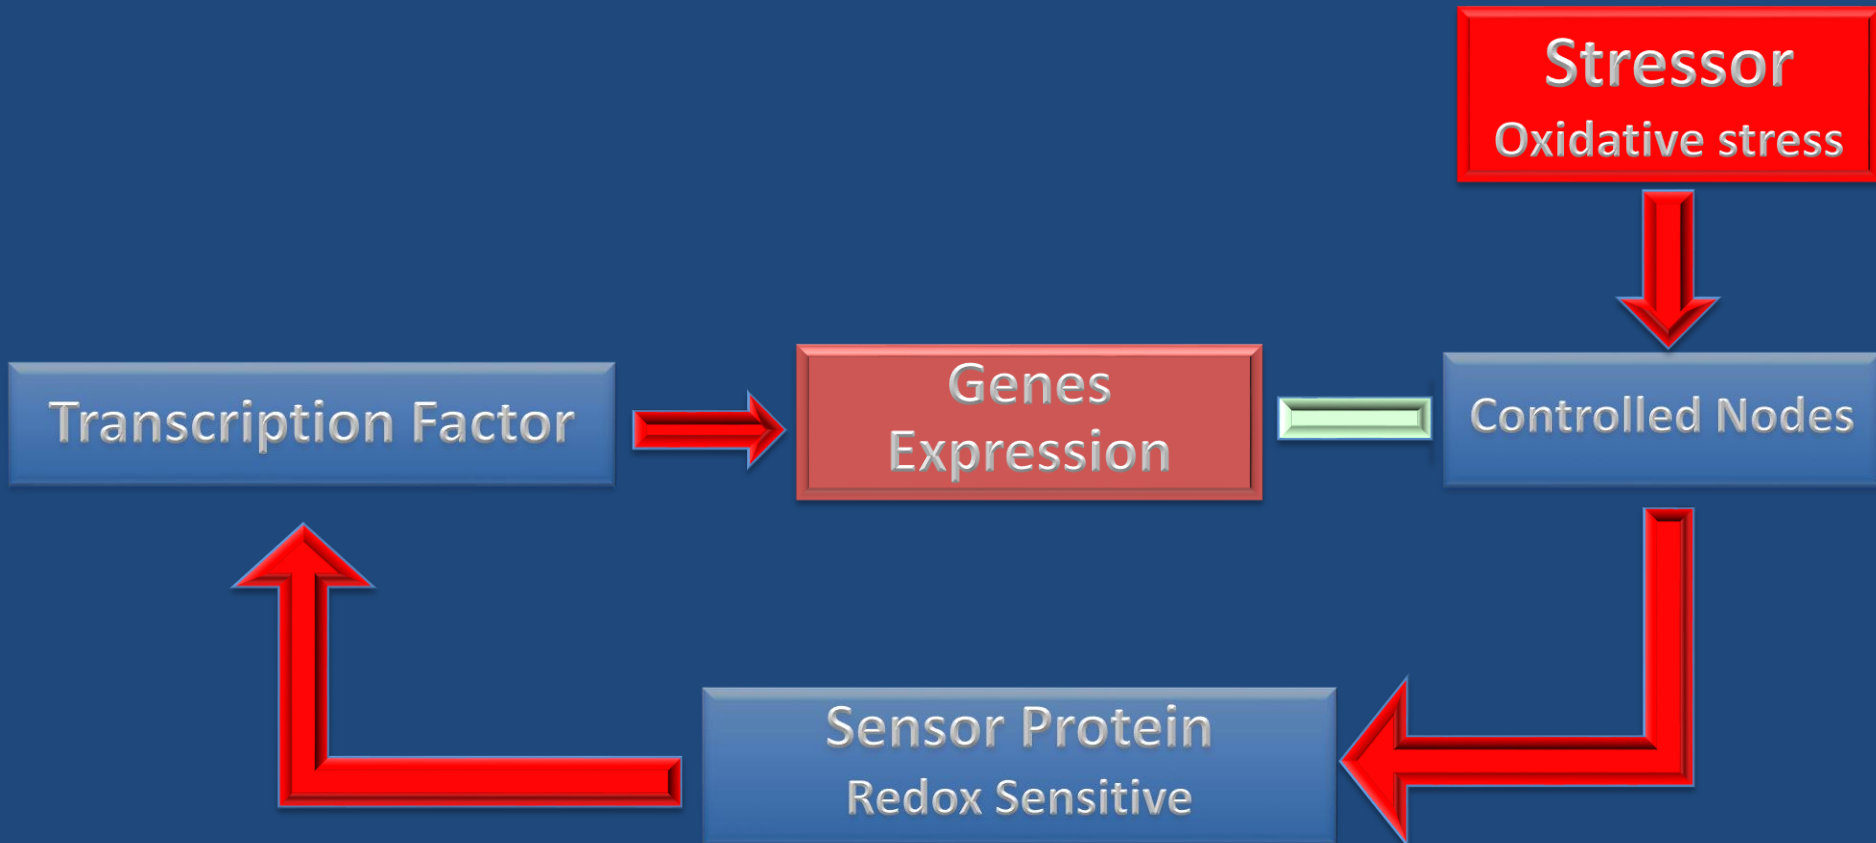 Stressor
Oxidative stress
Transcription Factor
Genes
Expression
Controlled Nodes
Sensor Protein
Redox Sensitive